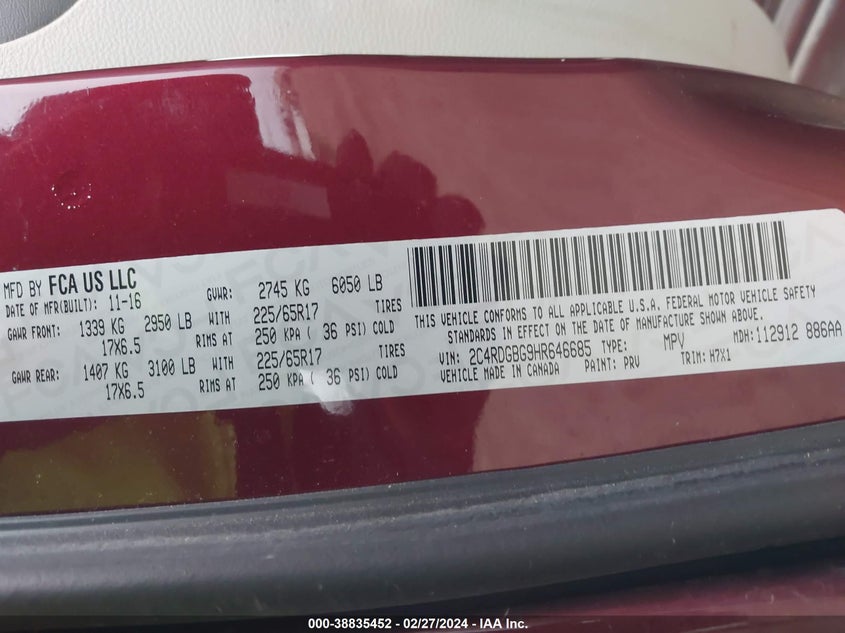 MFD BY FCA US LLC
DATE OF MFR(BUILT): 11-16 GVWR: 2745 KG 6050 LB
GAWR FRONT: 1339 KG 2950 LB WITH 225/65R17 TIRES
17X6.5 RIMS AT 250 KPA ( 36 PSI) COLD
GAWR REAR: 1407 KG 3100 LB WITH 225/65R17 TIRES
17X6.5 RIMS AT 250 KPA ( 36 PSI) COLD
THIS VEHICLE CONFORMS TO ALL APPLICABLE U.S.A. FEDERAL MOTOR VEHICLE SAFETY
STANDARDS IN EFFECT ON THE DATE OF MANUFACTURE SHOWN ABOVE.
VIN: 2C4RDGBG9HR646685 TYPE: MPV MDH: 112912 886AA
VEHICLE MADE IN CANADA PAINT: PRV TRIM: H7X1
000-38835452 / 02/27/2024 - ©IAA Inc.